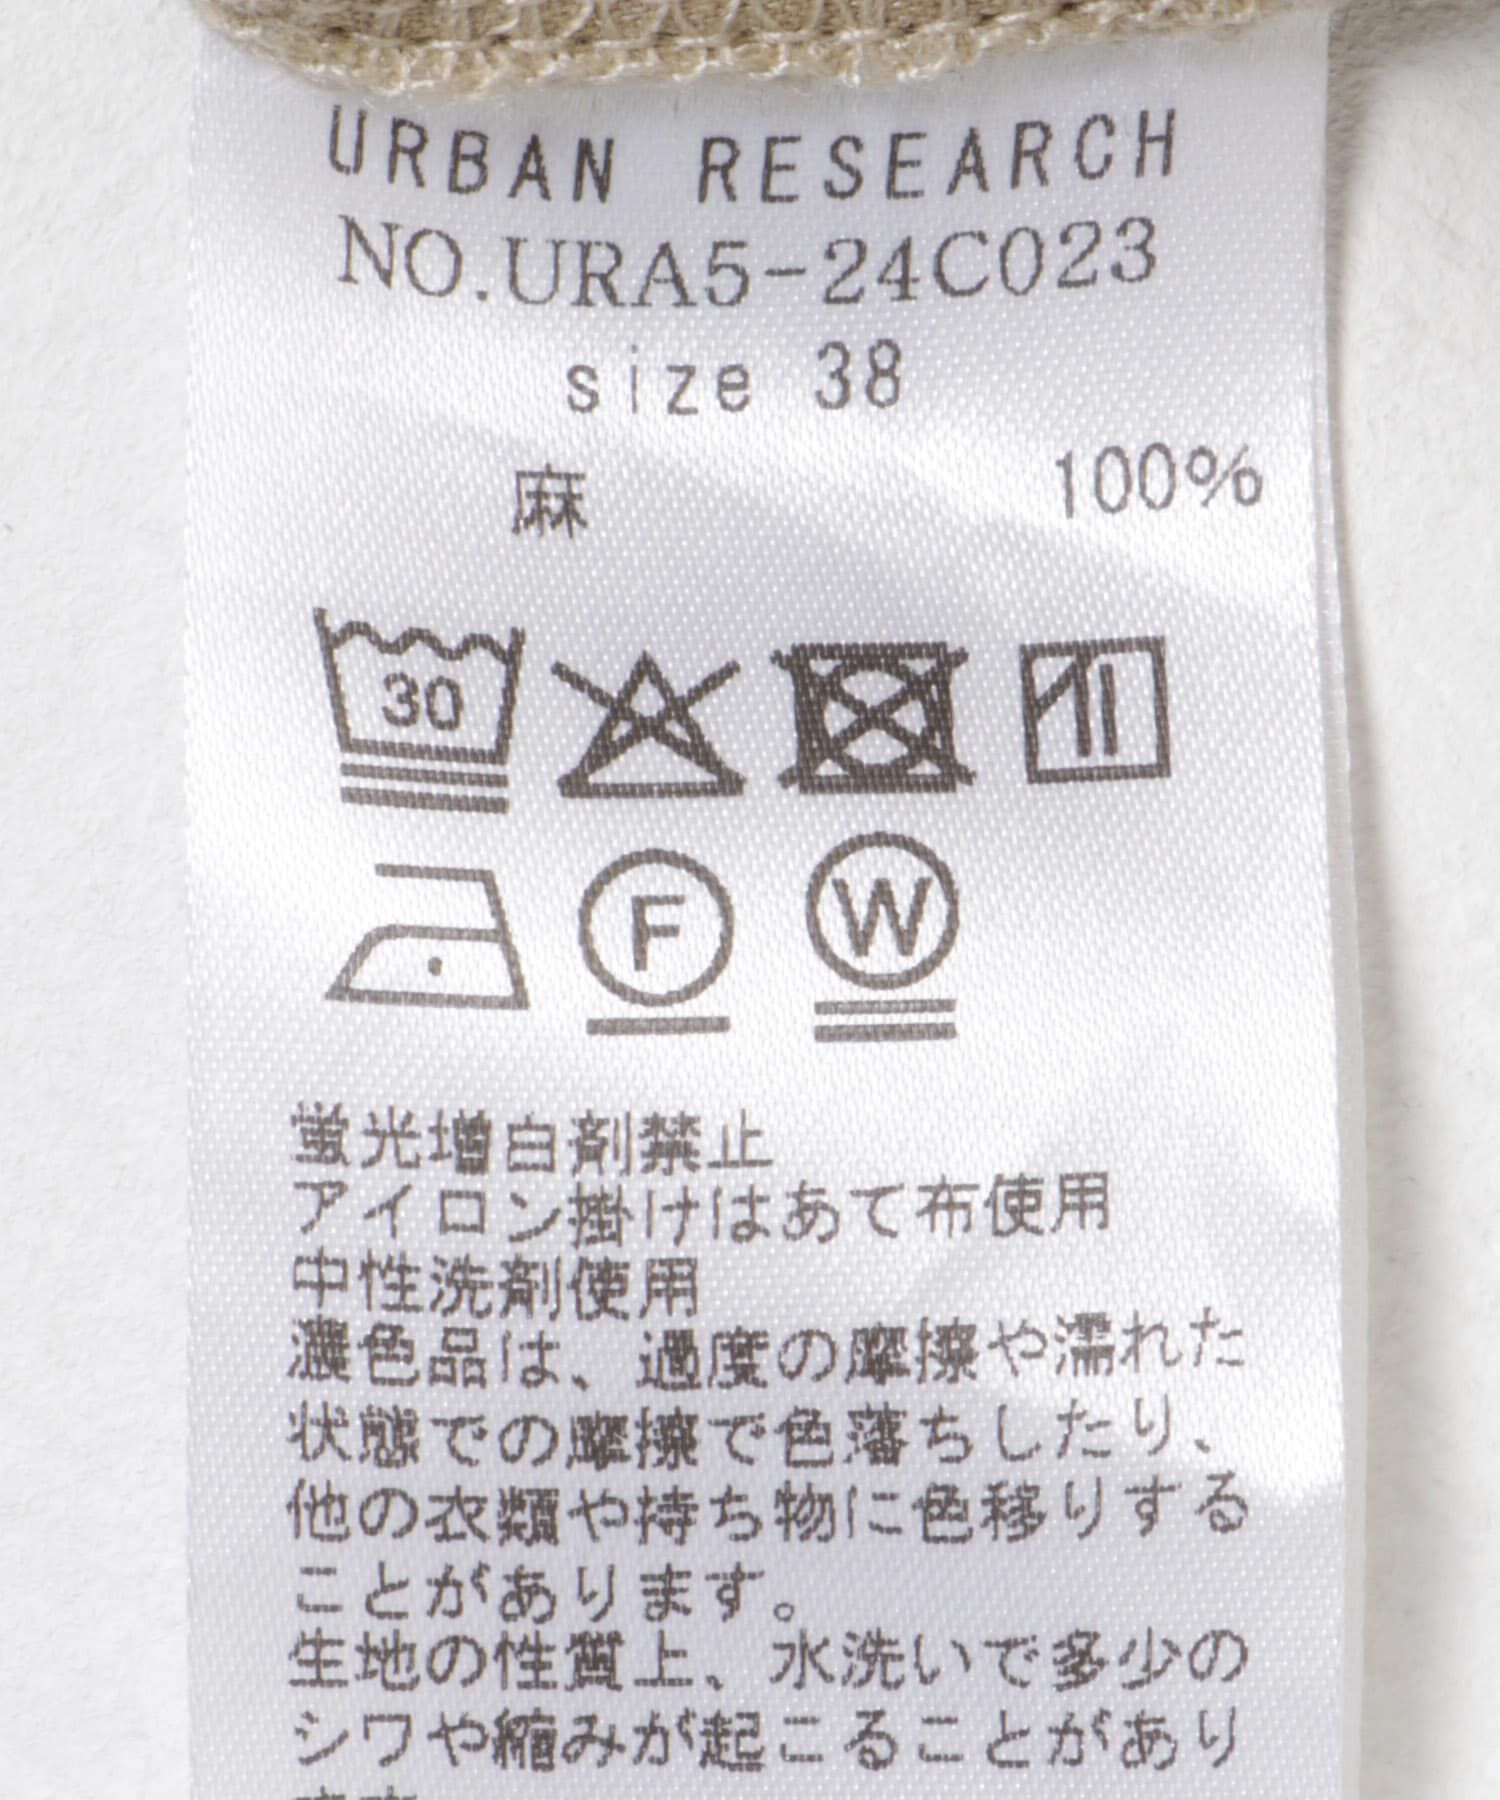 URBAN RESEARCH
NO.URA5-24C023
size 38
麻 100%
30
F W
蛍光増白剤禁止
アイロン掛けはあて布使用
中性洗剤使用
濃色品は、過度の摩擦や濡れた
状態での摩擦で色落ちしたり、
他の衣類や持ち物に色移りする
ことがあります。
生地の性質上、水洗いで多少の
シワや縮みが起こることがあり